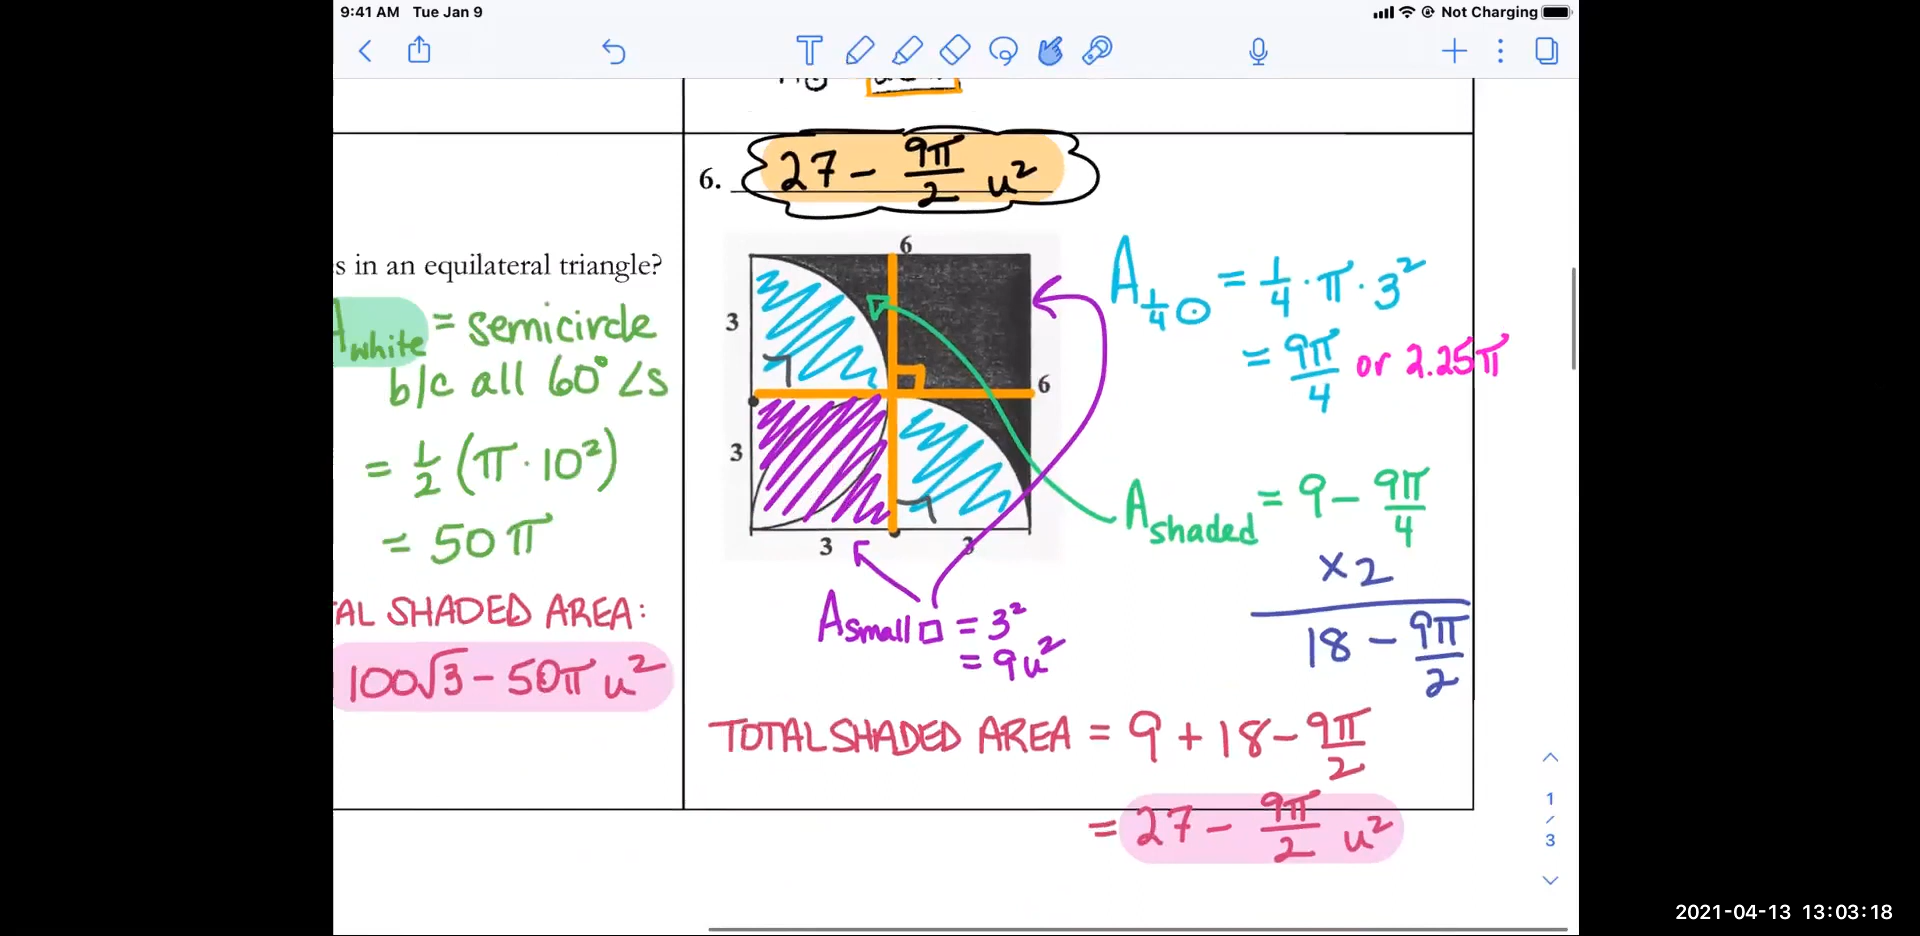 9:41 AM Tue Jan 9
Not Charging
6. 27 - 9π/2 u²
s in an equilateral triangle?
A white = semicircle
b/c all 60° ∠s
= 1/2 (π · 10²)
= 50π
AL SHADED AREA:
100√3 - 50π u²
6
3
6
3
3
3
A 1/4 ⊙ = 1/4 · π · 3²
= 9π/4 or 2.25π
A shaded = 9 - 9π/4
× 2
18 - 9π/2
A small □ = 3²
= 9u²
TOTAL SHADED AREA = 9 + 18 - 9π/2
= 27 - 9π/2 u²
1
/
3
2021-04-13 13:03:18